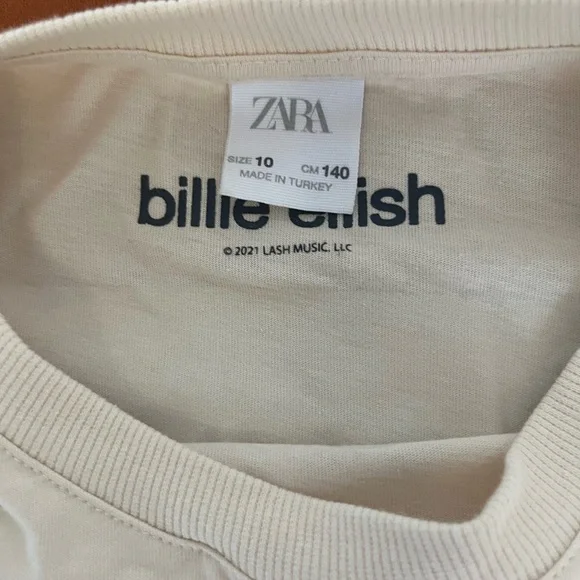 ZARA
SIZE 10 CM 140
MADE IN TURKEY
billie eilish
© 2021 LASH MUSIC. LLC